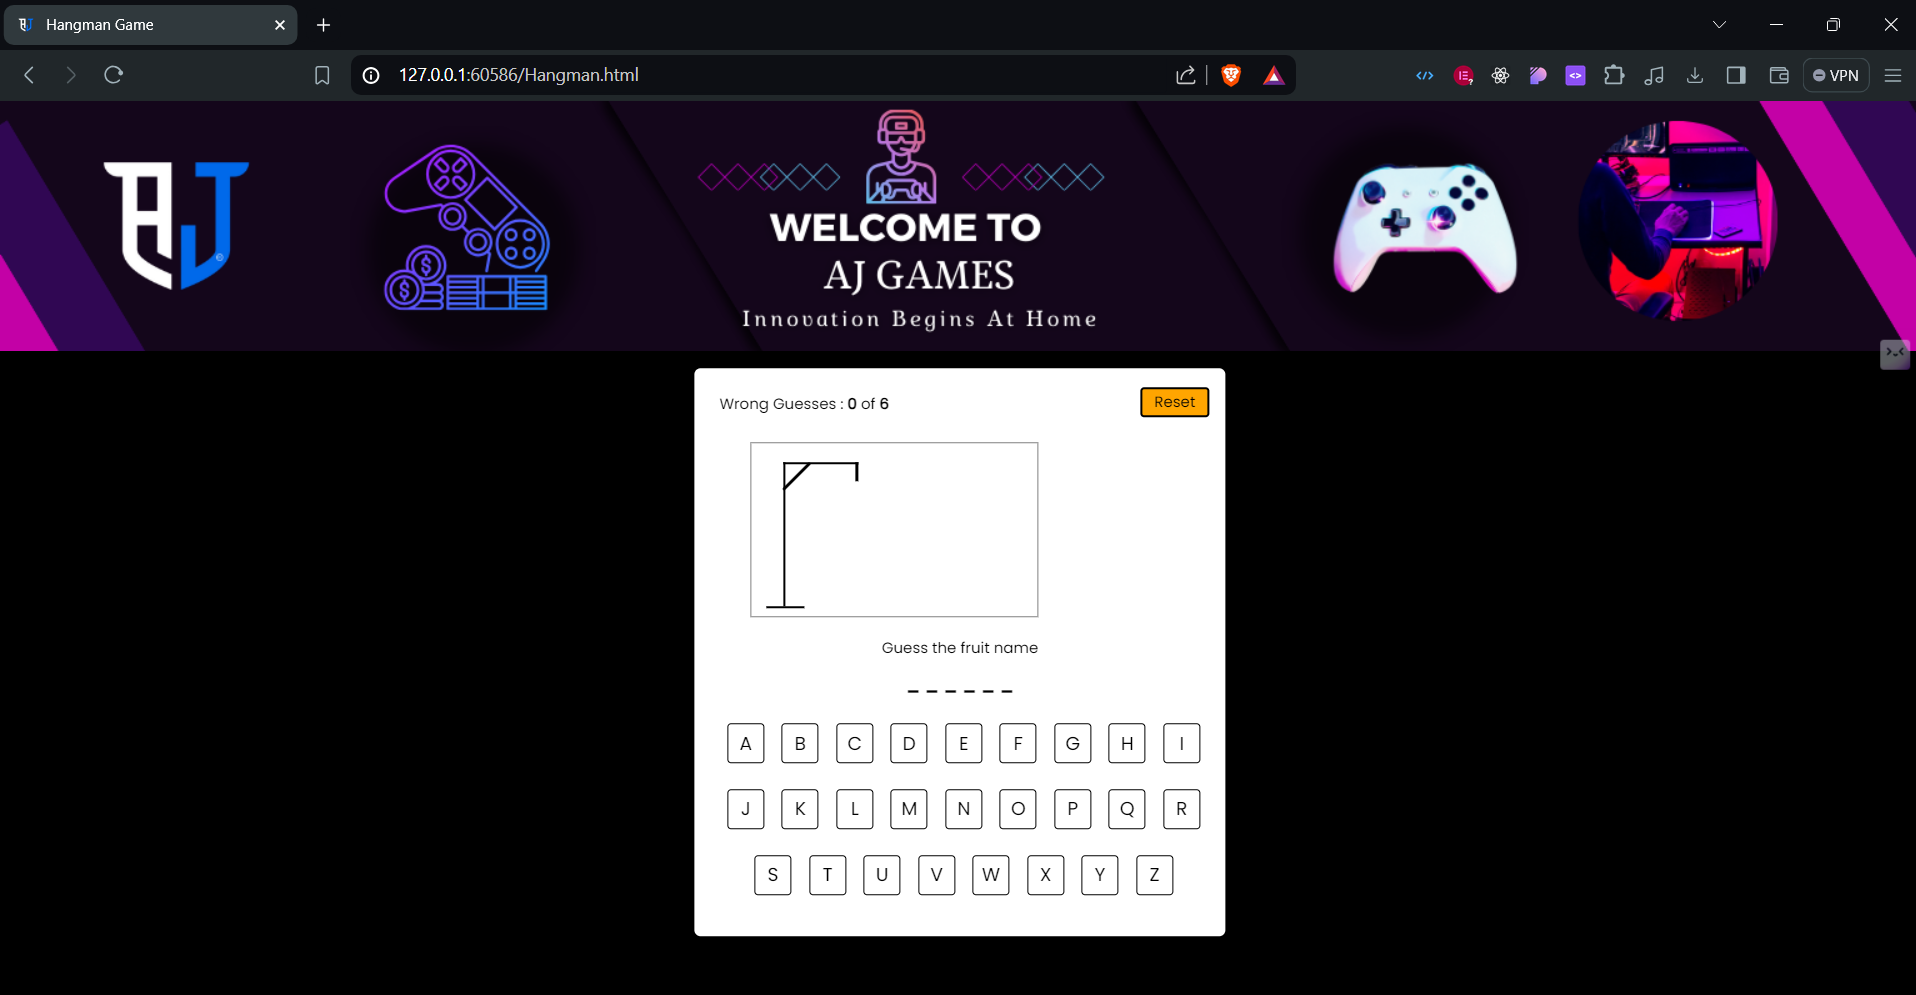 Hangman Game
127.0.0.1:60586/Hangman.html
VPN
AJ
WELCOME TO
AJ GAMES
Innovation Begins At Home
Wrong Guesses : 0 of 6
Reset
Guess the fruit name
_ _ _ _ _ _
A B C D E F G H I
J K L M N O P Q R
S T U V W X Y Z